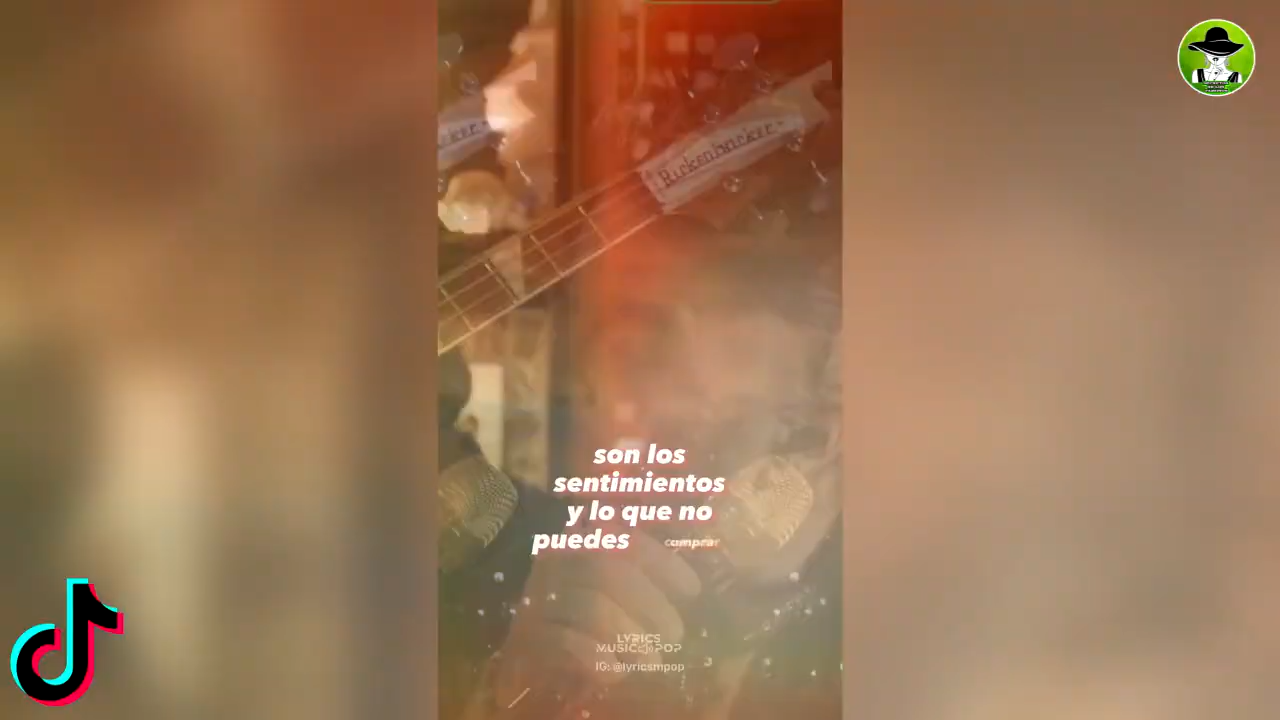 Rickenbacker
son los
sentimientos
y lo que no
puedes comprar
LYRICS
MUSIC POP
IG: @lyricsmpop